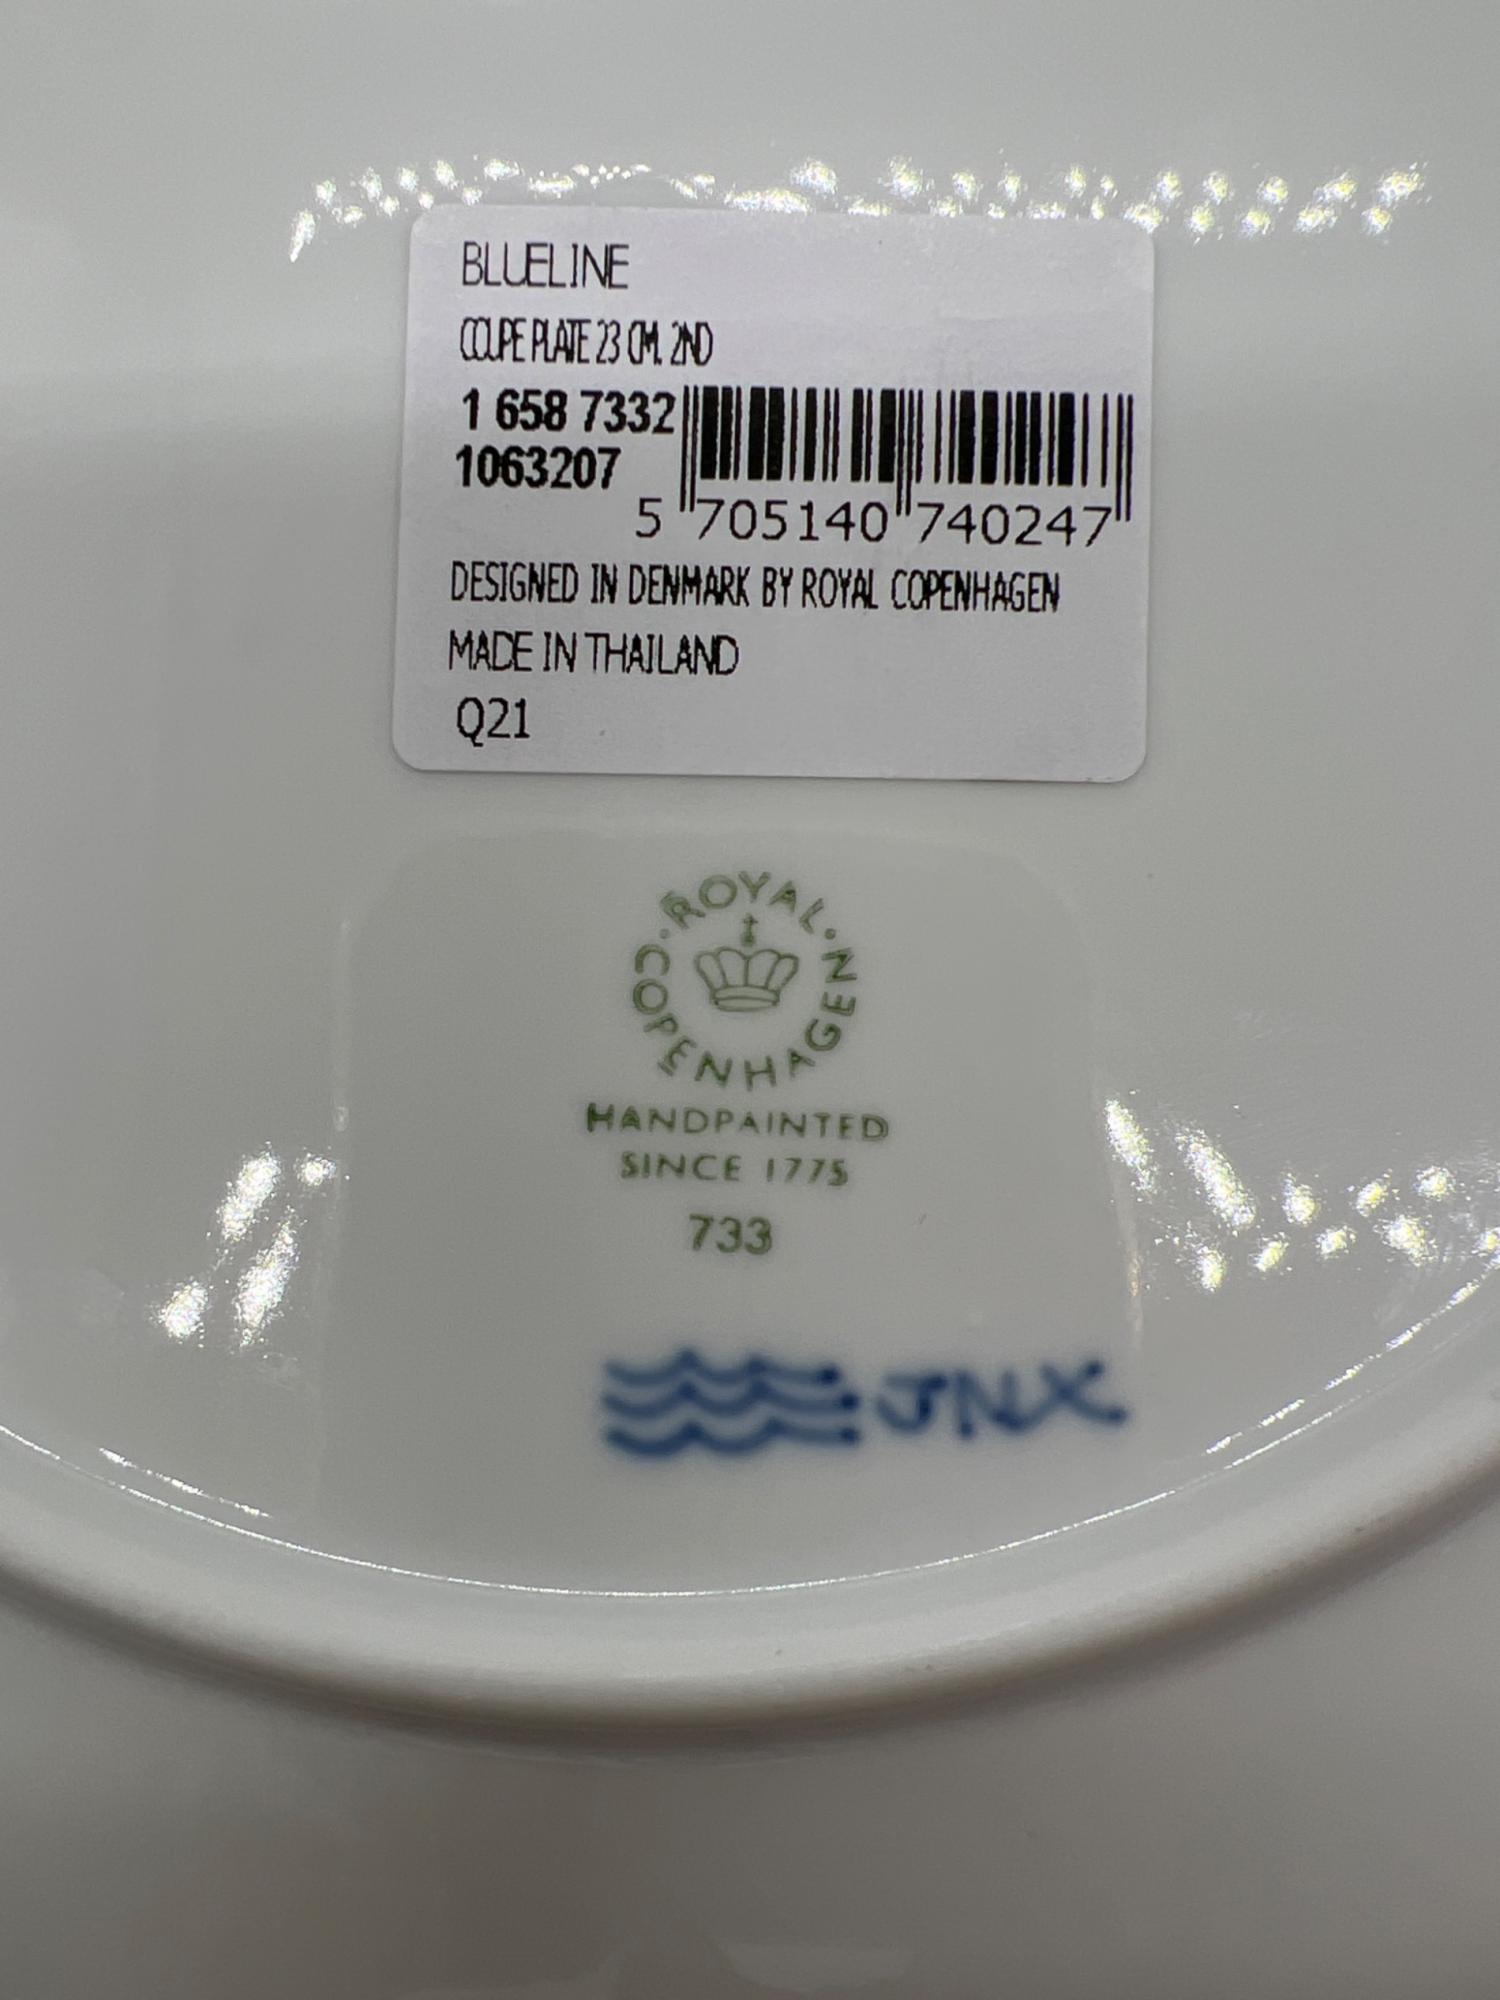 BLUELINE
COUPE PLATE 23 CM. 2ND
1 658 7332
1063207
5 705140 740247
DESIGNED IN DENMARK BY ROYAL COPENHAGEN
MADE IN THAILAND
Q21
ROYAL
COPENHAGEN
HANDPAINTED
SINCE 1775
733
JNX